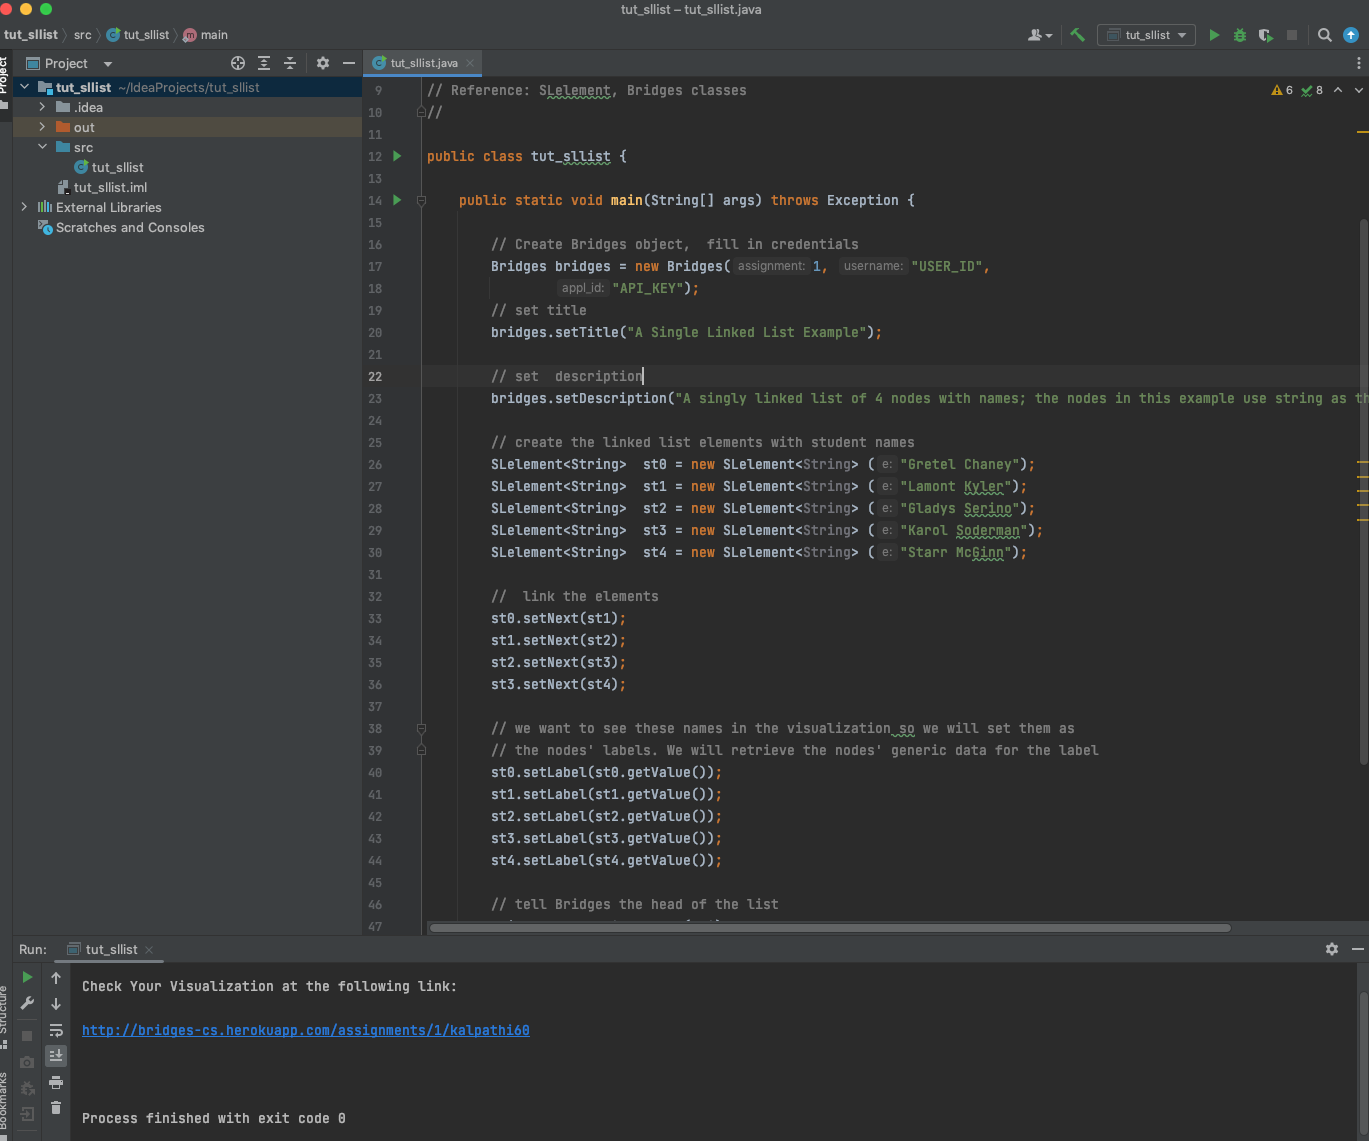 tut_sllist – tut_sllist.java
tut_sllist src tut_sllist main
tut_sllist
Project
Project
tut_sllist ~/IdeaProjects/tut_sllist
.idea
out
src
tut_sllist
tut_sllist.iml
External Libraries
Scratches and Consoles
tut_sllist.java
6 8
9 // Reference: SLelement, Bridges classes
10 //
11
12 public class tut_sllist {
13
14 public static void main(String[] args) throws Exception {
15
16 // Create Bridges object,  fill in credentials
17 Bridges bridges = new Bridges( assignment: 1, username: "USER_ID",
18 appl_id: "API_KEY");
19 // set title
20 bridges.setTitle("A Single Linked List Example");
21
22 // set  description
23 bridges.setDescription("A singly linked list of 4 nodes with names; the nodes in this example use string as th
24
25 // create the linked list elements with student names
26 SLelement<String>  st0 = new SLelement<String> ( e: "Gretel Chaney");
27 SLelement<String>  st1 = new SLelement<String> ( e: "Lamont Kyler");
28 SLelement<String>  st2 = new SLelement<String> ( e: "Gladys Serino");
29 SLelement<String>  st3 = new SLelement<String> ( e: "Karol Soderman");
30 SLelement<String>  st4 = new SLelement<String> ( e: "Starr McGinn");
31
32 //  link the elements
33 st0.setNext(st1);
34 st1.setNext(st2);
35 st2.setNext(st3);
36 st3.setNext(st4);
37
38 // we want to see these names in the visualization so we will set them as
39 // the nodes' labels. We will retrieve the nodes' generic data for the label
40 st0.setLabel(st0.getValue());
41 st1.setLabel(st1.getValue());
42 st2.setLabel(st2.getValue());
43 st3.setLabel(st3.getValue());
44 st4.setLabel(st4.getValue());
45
46 // tell Bridges the head of the list
47
Run: tut_sllist
Check Your Visualization at the following link:
http://bridges-cs.herokuapp.com/assignments/1/kalpathi60
Process finished with exit code 0
Structure
Bookmarks